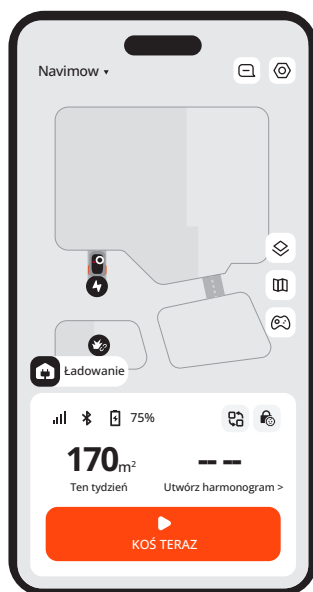 Navimow
Ładowanie
75%
170m²
-- --
Ten tydzień
Utwórz harmonogram >
KOŚ TERAZ